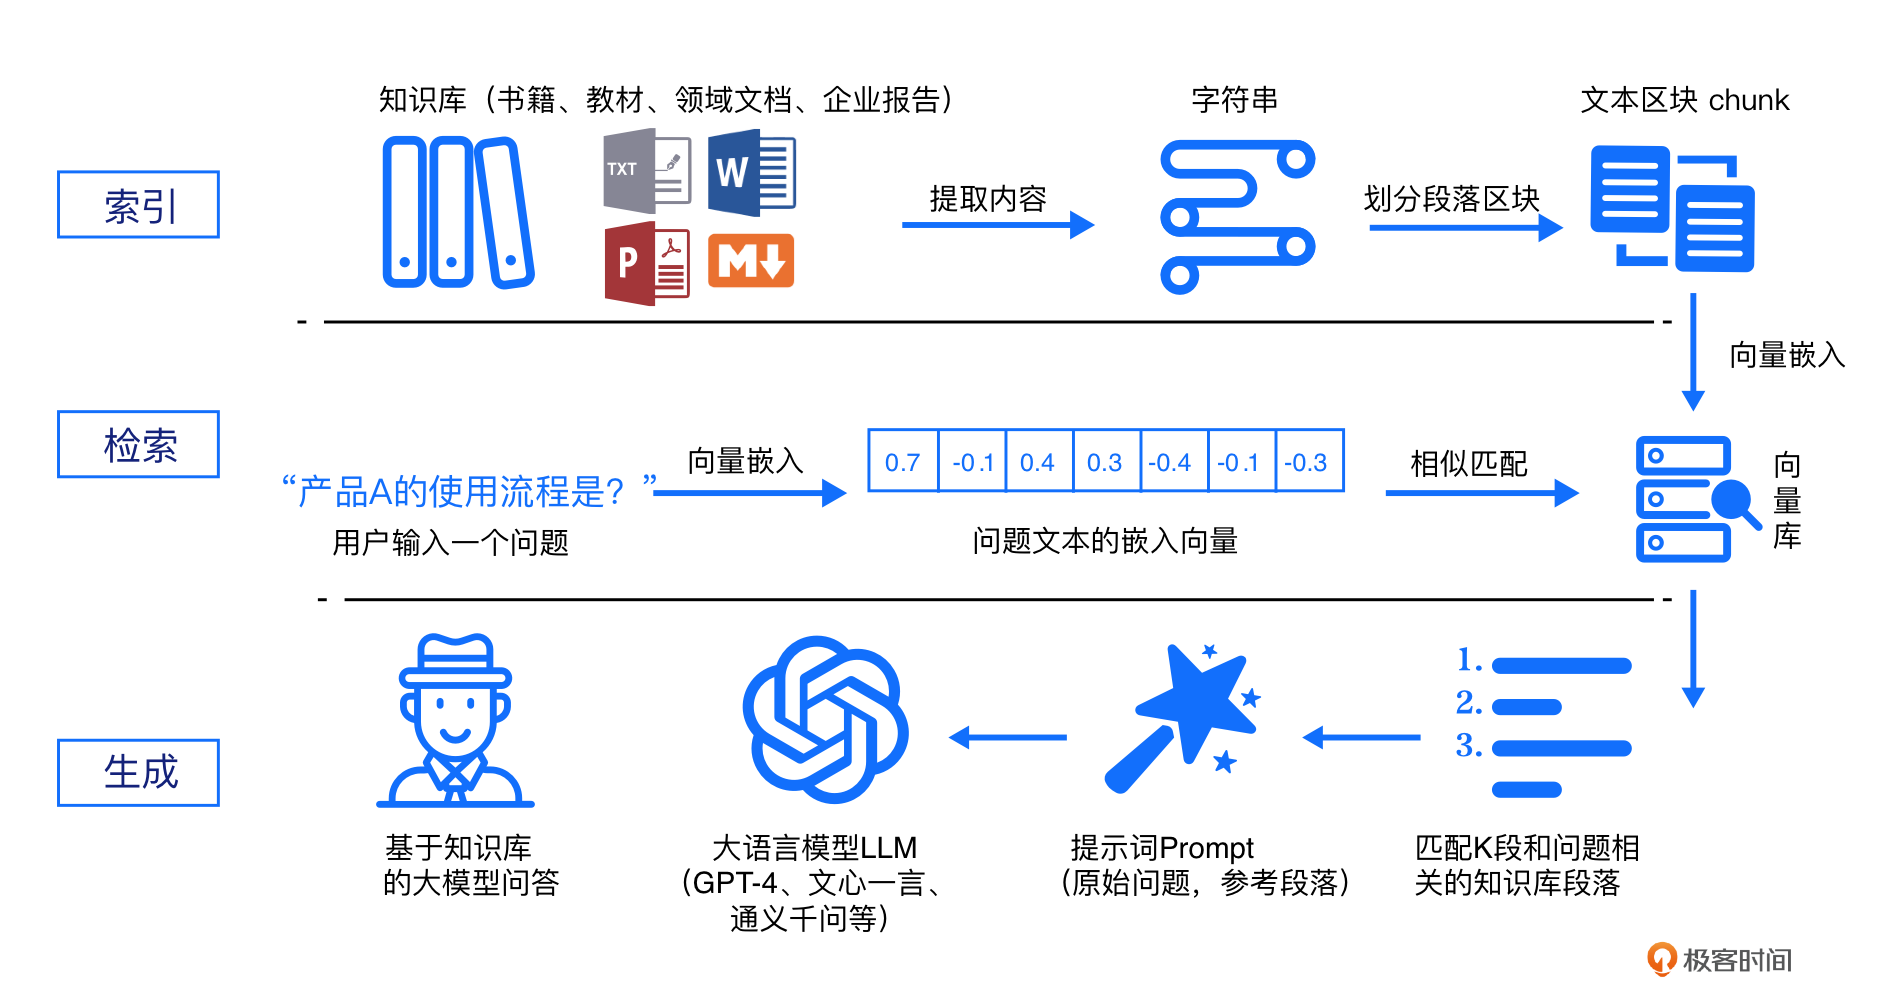 知识库（书籍、教材、领域文档、企业报告）
字符串
文本区块 chunk
TXT
W
P
M
索引
提取内容
划分段落区块
向量嵌入
检索
“产品A的使用流程是？”
用户输入一个问题
向量嵌入
0.7 -0.1 0.4 0.3 -0.4 -0.1 -0.3
问题文本的嵌入向量
相似匹配
向
量
库
生成
1.
2.
3.
基于知识库
的大模型问答
大语言模型LLM
（GPT-4、文心一言、
通义千问等）
提示词Prompt
（原始问题，参考段落）
匹配K段和问题相
关的知识库段落
极客时间